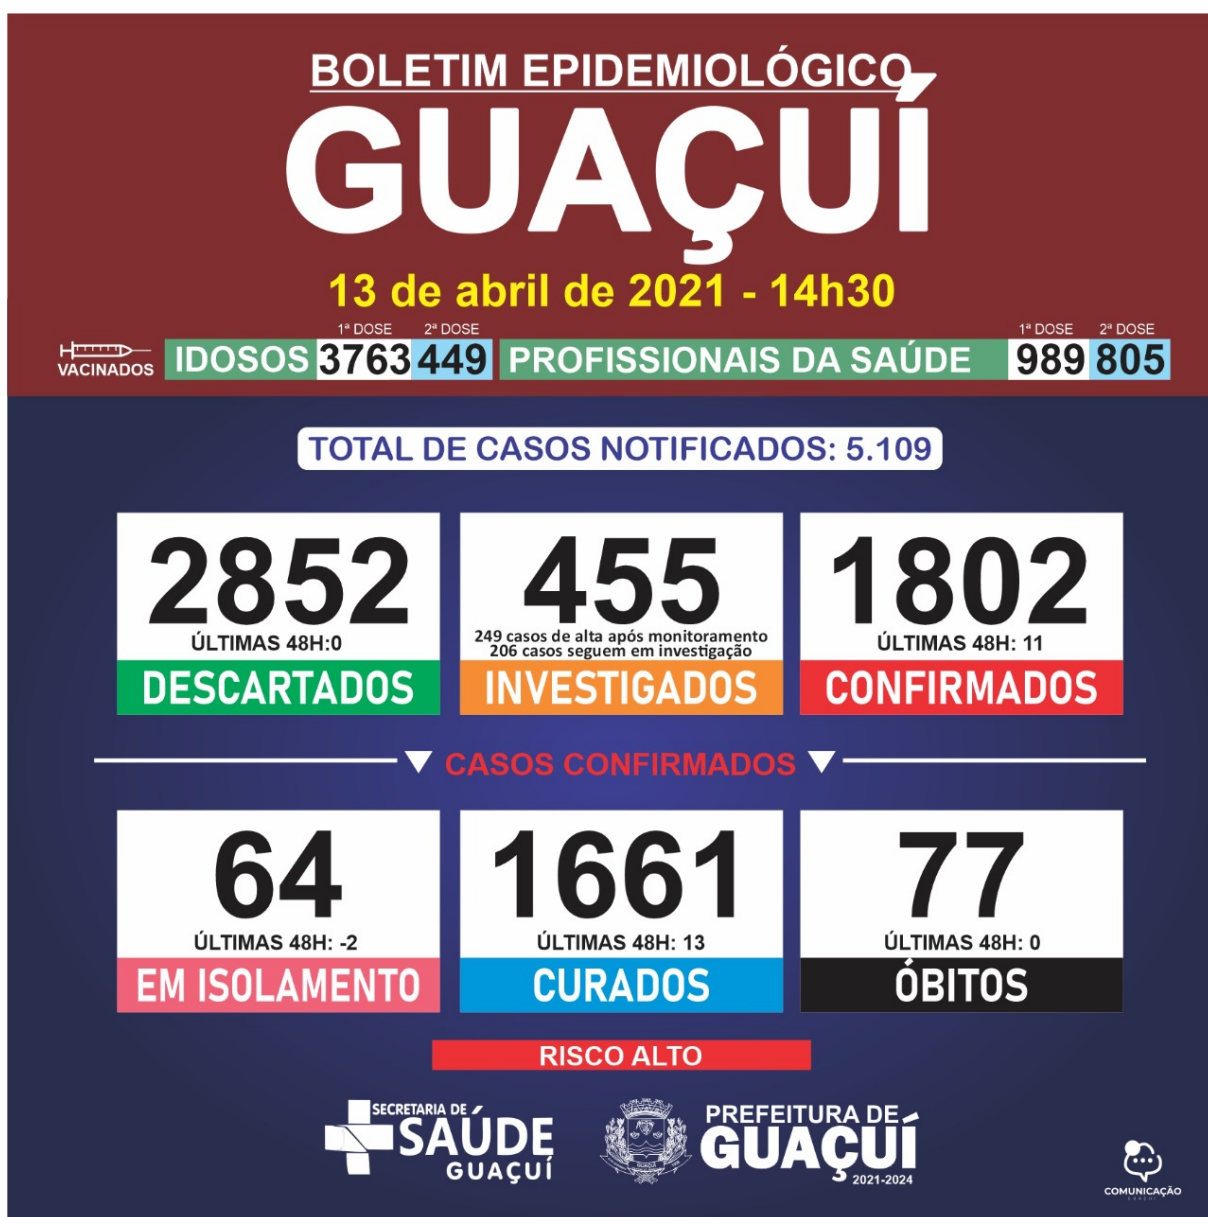 BOLETIM EPIDEMIOLÓGICO
GUAÇUÍ
13 de abril de 2021 - 14h30
1ª DOSE 2ª DOSE 1ª DOSE 2ª DOSE
VACINADOS IDOSOS 3763 449 PROFISSIONAIS DA SAÚDE 989 805
TOTAL DE CASOS NOTIFICADOS: 5.109
2852
ÚLTIMAS 48H:0
DESCARTADOS
455
249 casos de alta após monitoramento
206 casos seguem em investigação
INVESTIGADOS
1802
ÚLTIMAS 48H: 11
CONFIRMADOS
CASOS CONFIRMADOS
64
ÚLTIMAS 48H: -2
EM ISOLAMENTO
1661
ÚLTIMAS 48H: 13
CURADOS
77
ÚLTIMAS 48H: 0
ÓBITOS
RISCO ALTO
SECRETARIA DE
SAÚDE
GUAÇUÍ
PREFEITURA DE
GUAÇUÍ
2021-2024
COMUNICAÇÃO